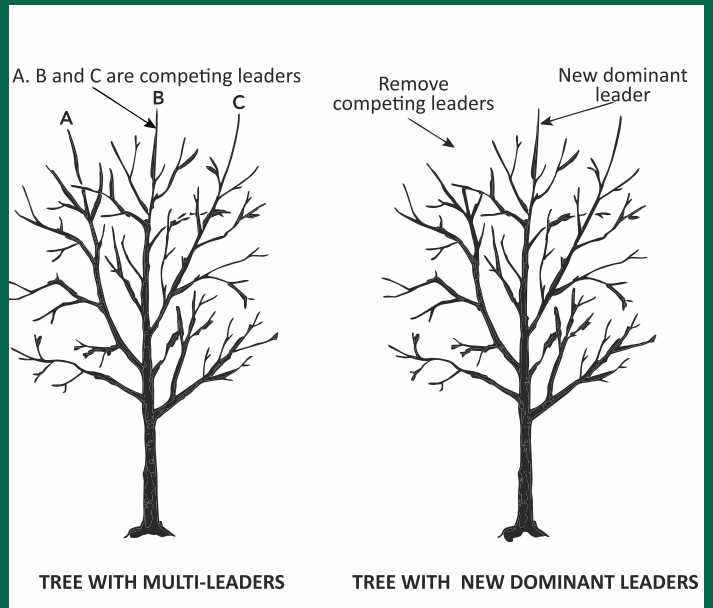 A. B and C are competing leaders
A
B
C
TREE WITH MULTI-LEADERS
Remove
competing leaders
New dominant
leader
TREE WITH NEW DOMINANT LEADERS